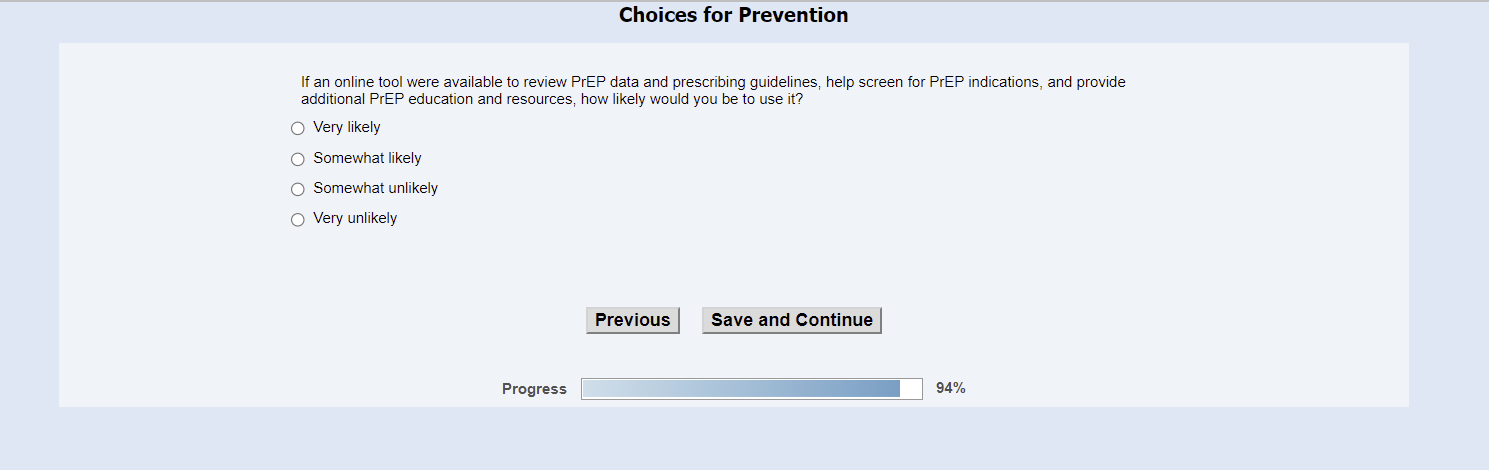 Choices for Prevention
If an online tool were available to review PrEP data and prescribing guidelines, help screen for PrEP indications, and provide
additional PrEP education and resources, how likely would you be to use it?
Very likely
Somewhat likely
Somewhat unlikely
Very unlikely
Previous Save and Continue
Progress 94%